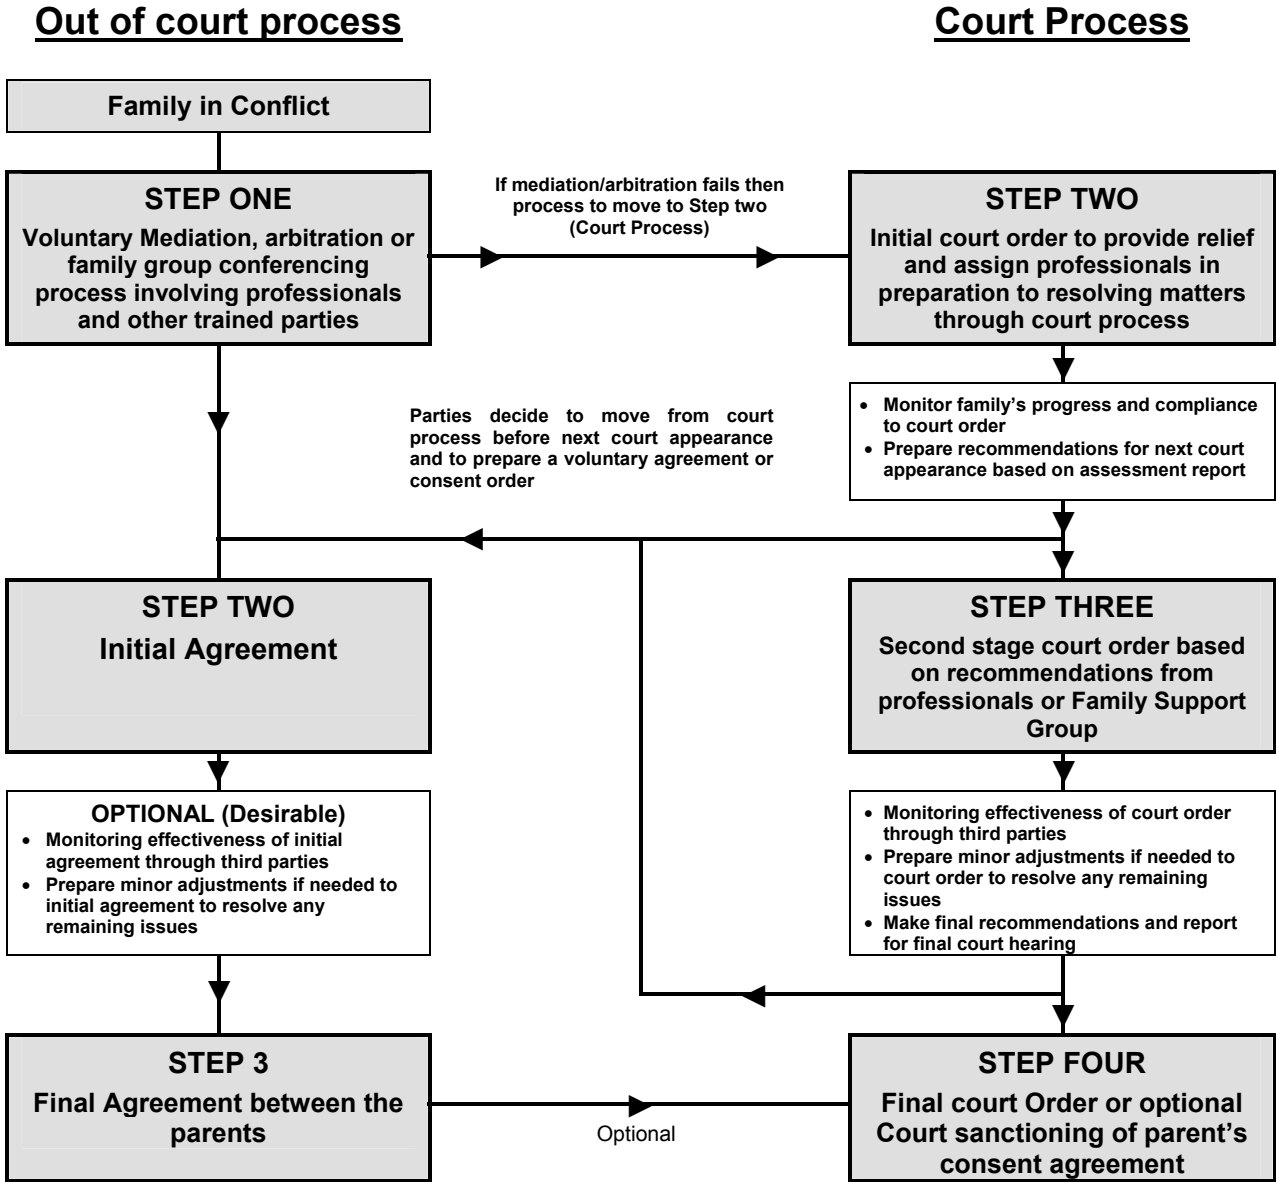 Out of court process
Court Process
Family in Conflict
STEP ONE
Voluntary Mediation, arbitration or
family group conferencing
process involving professionals
and other trained parties
If mediation/arbitration fails then
process to move to Step two
(Court Process)
STEP TWO
Initial court order to provide relief
and assign professionals in
preparation to resolving matters
through court process
Parties decide to move from court
process before next court appearance
and to prepare a voluntary agreement or
consent order
• Monitor family’s progress and compliance
to court order
• Prepare recommendations for next court
appearance based on assessment report
STEP TWO
Initial Agreement
STEP THREE
Second stage court order based
on recommendations from
professionals or Family Support
Group
OPTIONAL (Desirable)
• Monitoring effectiveness of initial
agreement through third parties
• Prepare minor adjustments if needed to
initial agreement to resolve any
remaining issues
• Monitoring effectiveness of court order
through third parties
• Prepare minor adjustments if needed to
court order to resolve any remaining
issues
• Make final recommendations and report
for final court hearing
STEP 3
Final Agreement between the
parents
Optional
STEP FOUR
Final court Order or optional
Court sanctioning of parent’s
consent agreement